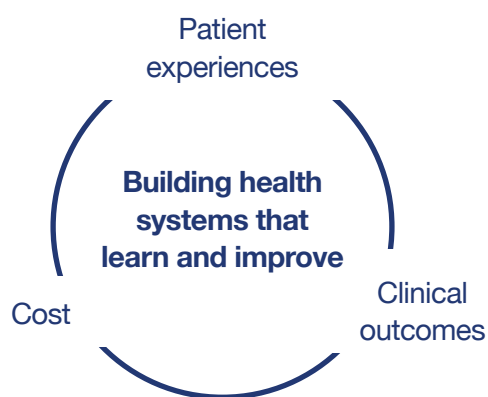 Patient
experiences
Building health
systems that
learn and improve
Cost
Clinical
outcomes